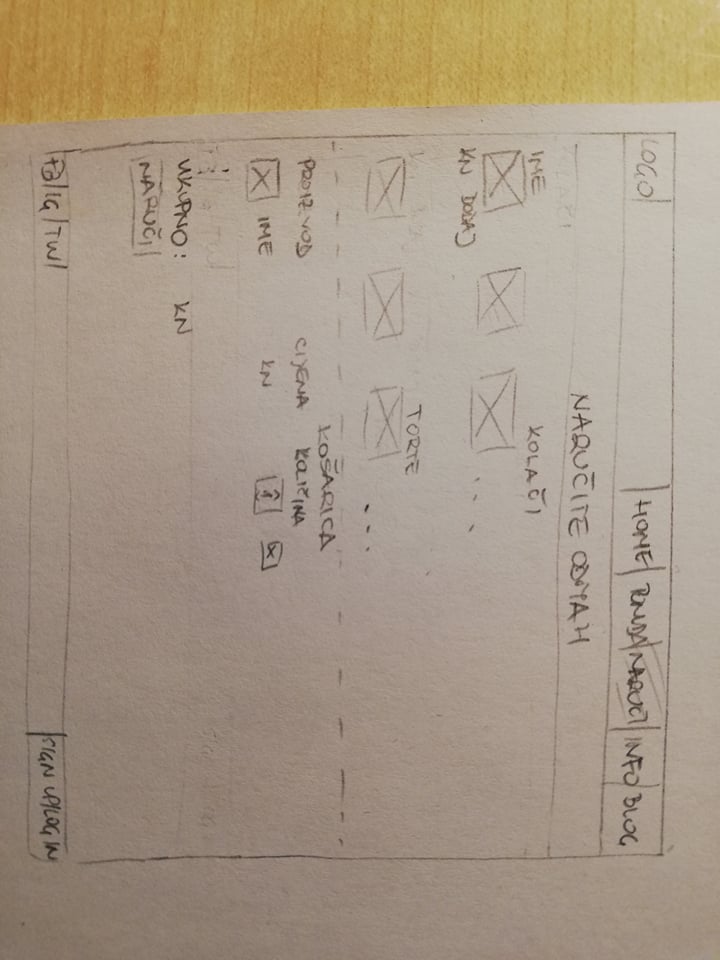 LOGO HOME PONUDA NARUČI INFO BLOG
NARUČITE ODMAH
KOLAČI
IME
KN DODAJ
...
TORTE
...
KOŠARICA
PROIZVOD CIJENA KOLIČINA
IME KN 1
UKUPNO: KN
NARUČI
FB IG TW SIGN UP/LOG IN